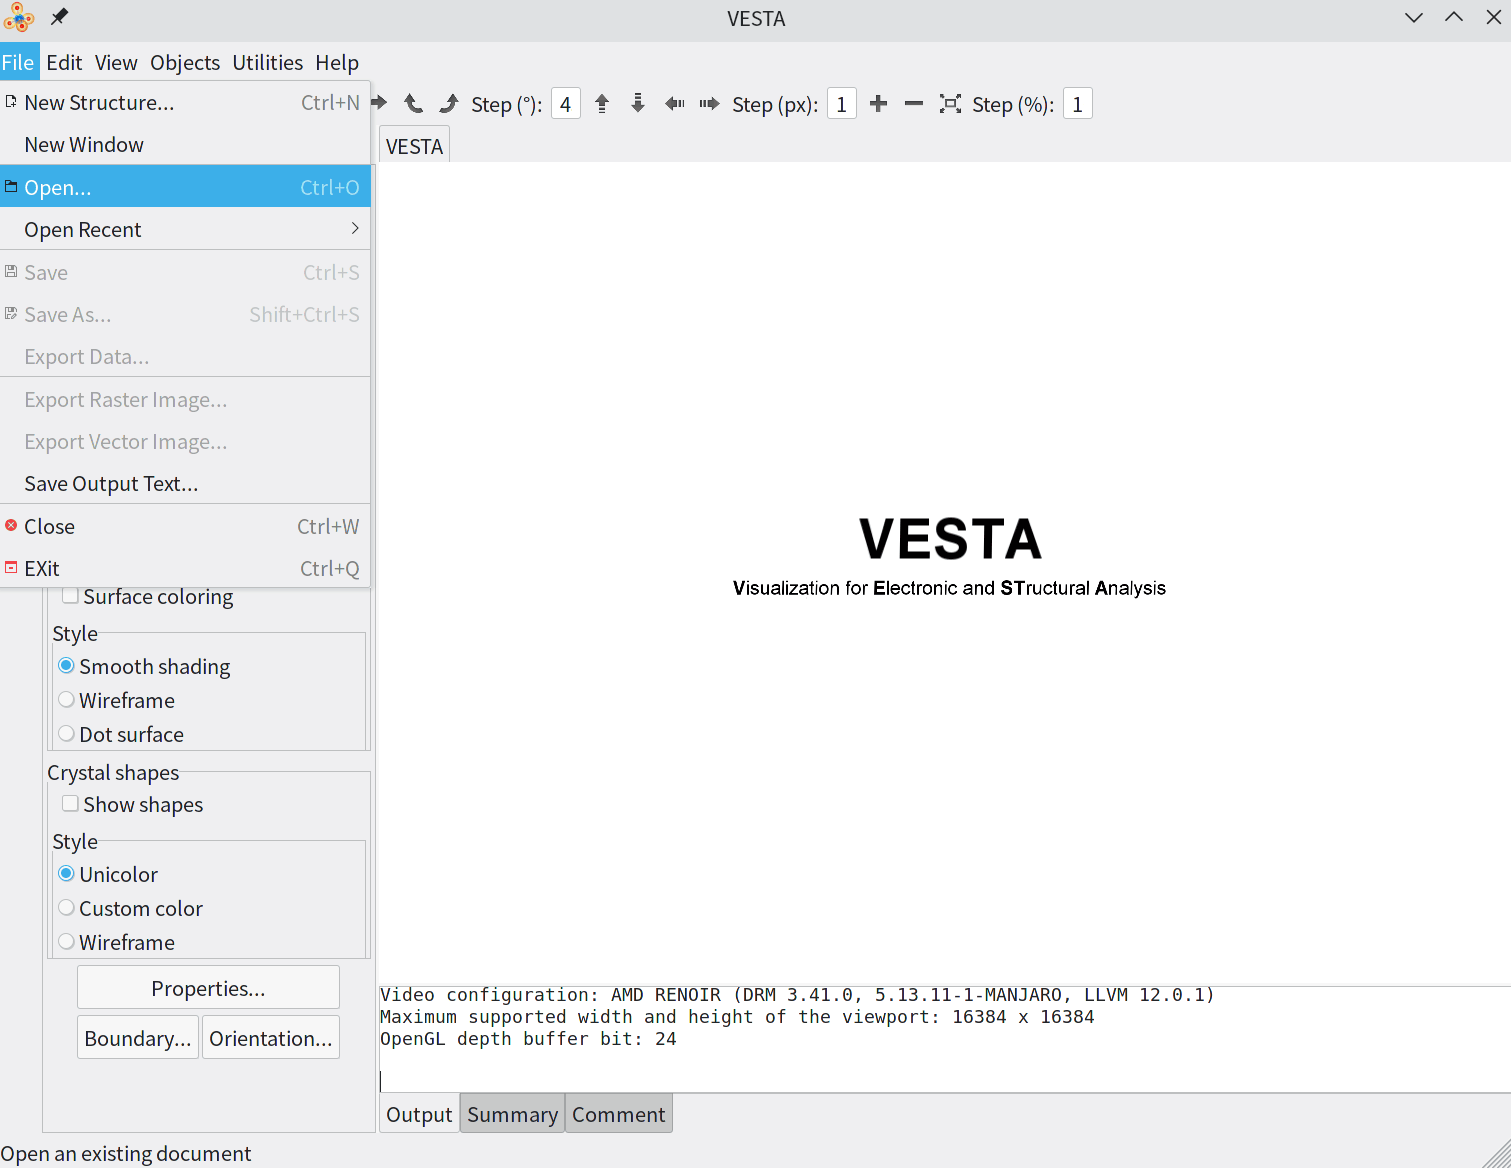 VESTA
File Edit View Objects Utilities Help
New Structure... Ctrl+N
Step (°): 4 Step (px): 1 Step (%): 1
New Window
VESTA
Open... Ctrl+O
Open Recent
Save Ctrl+S
Save As... Shift+Ctrl+S
Export Data...
Export Raster Image...
Export Vector Image...
Save Output Text...
Close Ctrl+W
EXit Ctrl+Q
VESTA
Visualization for Electronic and STructural Analysis
Surface coloring
Style
Smooth shading
Wireframe
Dot surface
Crystal shapes
Show shapes
Style
Unicolor
Custom color
Wireframe
Properties...
Boundary... Orientation...
Video configuration: AMD RENOIR (DRM 3.41.0, 5.13.11-1-MANJARO, LLVM 12.0.1)
Maximum supported width and height of the viewport: 16384 x 16384
OpenGL depth buffer bit: 24
Output Summary Comment
Open an existing document